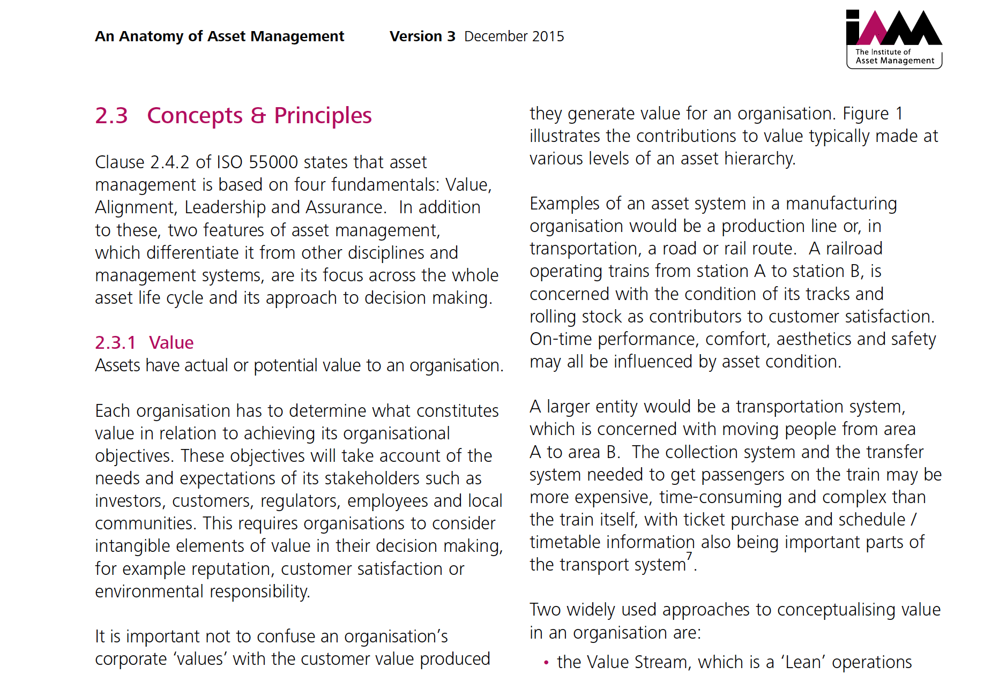 An Anatomy of Asset Management Version 3 December 2015
iAM
The Institute of
Asset Management
2.3 Concepts & Principles
Clause 2.4.2 of ISO 55000 states that asset
management is based on four fundamentals: Value,
Alignment, Leadership and Assurance. In addition
to these, two features of asset management,
which differentiate it from other disciplines and
management systems, are its focus across the whole
asset life cycle and its approach to decision making.
2.3.1 Value
Assets have actual or potential value to an organisation.
Each organisation has to determine what constitutes
value in relation to achieving its organisational
objectives. These objectives will take account of the
needs and expectations of its stakeholders such as
investors, customers, regulators, employees and local
communities. This requires organisations to consider
intangible elements of value in their decision making,
for example reputation, customer satisfaction or
environmental responsibility.
It is important not to confuse an organisation’s
corporate ‘values’ with the customer value produced
they generate value for an organisation. Figure 1
illustrates the contributions to value typically made at
various levels of an asset hierarchy.
Examples of an asset system in a manufacturing
organisation would be a production line or, in
transportation, a road or rail route. A railroad
operating trains from station A to station B, is
concerned with the condition of its tracks and
rolling stock as contributors to customer satisfaction.
On-time performance, comfort, aesthetics and safety
may all be influenced by asset condition.
A larger entity would be a transportation system,
which is concerned with moving people from area
A to area B. The collection system and the transfer
system needed to get passengers on the train may be
more expensive, time-consuming and complex than
the train itself, with ticket purchase and schedule /
timetable information also being important parts of
the transport system⁷.
Two widely used approaches to conceptualising value
in an organisation are:
• the Value Stream, which is a ‘Lean’ operations